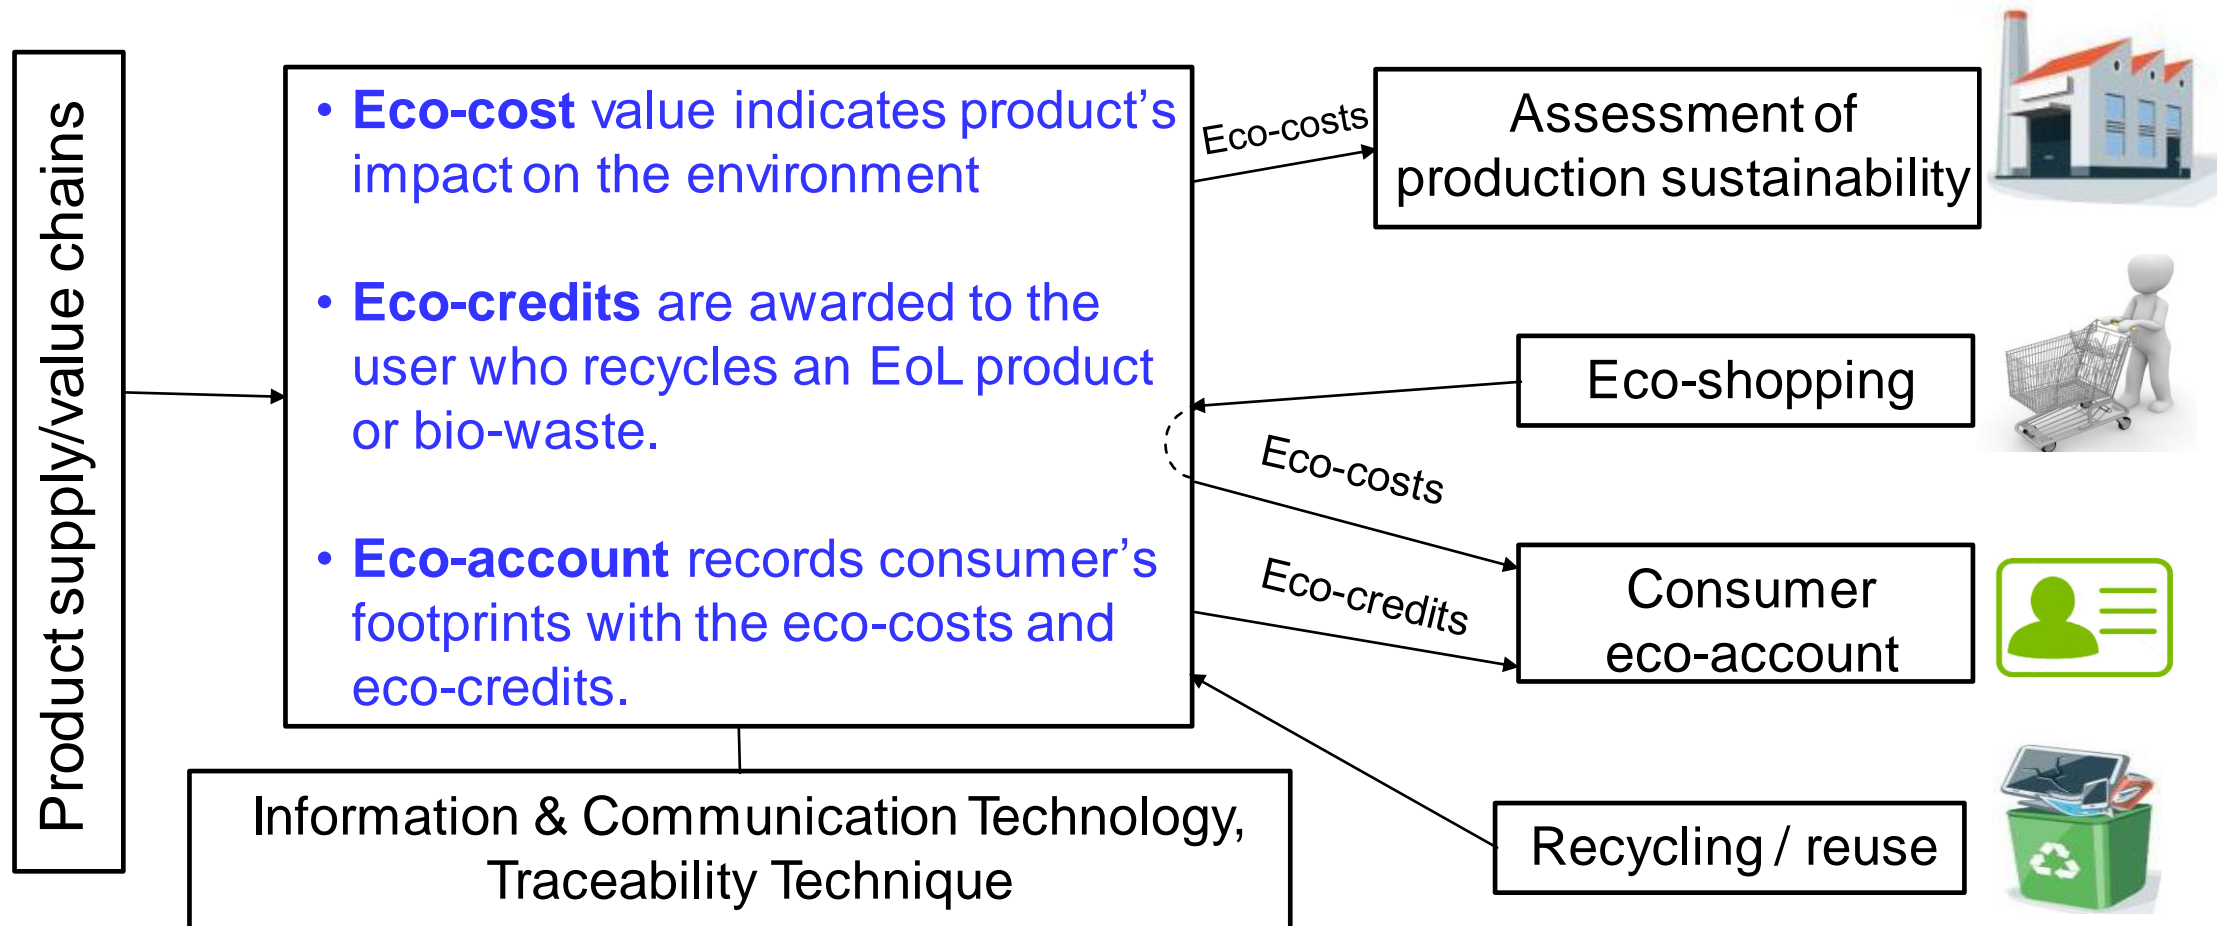 Product supply/value chains
• Eco-cost value indicates product’s
impact on the environment
• Eco-credits are awarded to the
user who recycles an EoL product
or bio-waste.
• Eco-account records consumer’s
footprints with the eco-costs and
eco-credits.
Information & Communication Technology,
Traceability Technique
Eco-costs
Assessment of
production sustainability
Eco-shopping
Eco-costs
Eco-credits
Consumer
eco-account
Recycling / reuse